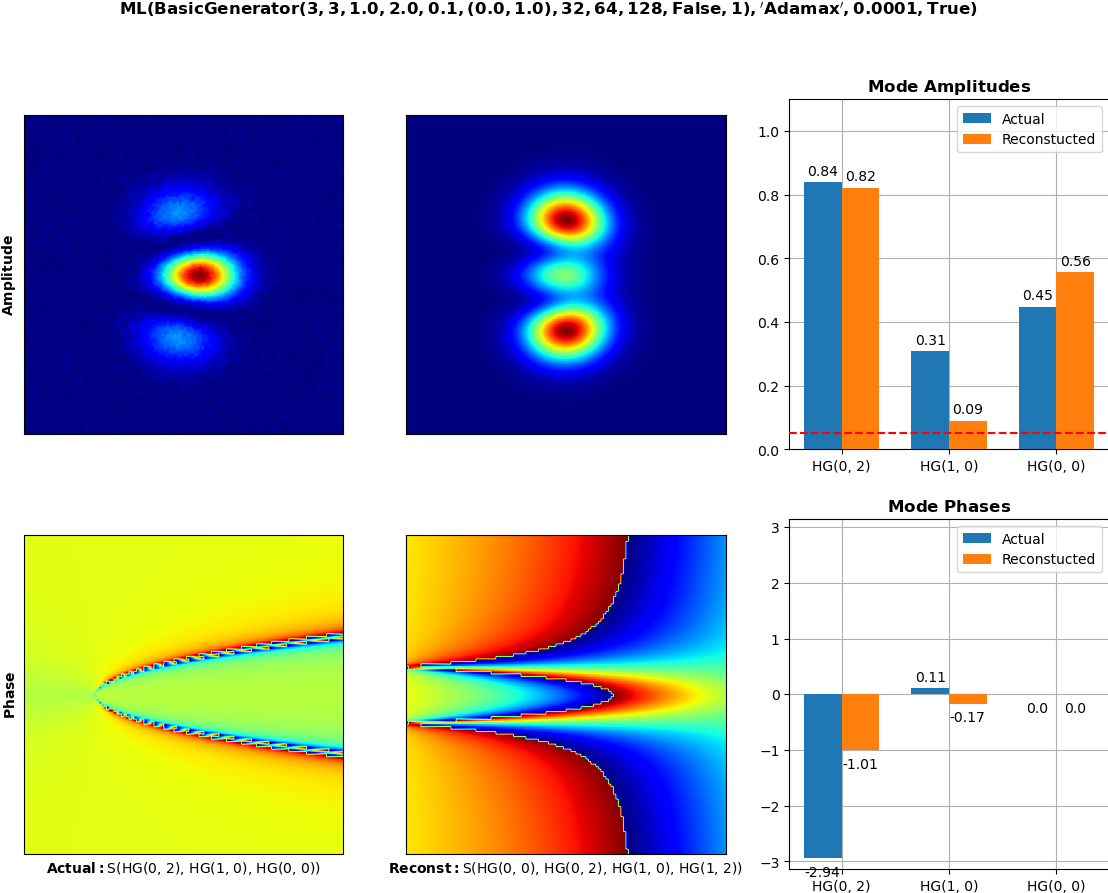 ML(BasicGenerator(3, 3, 1.0, 2.0, 0.1, (0.0, 1.0), 32, 64, 128, False, 1), 'Adamax', 0.0001, True)
Amplitude
Mode Amplitudes
Actual
Reconstucted
1.0
0.8
0.6
0.4
0.2
0.0
0.84
0.82
0.31
0.09
0.45
0.56
HG(0, 2)
HG(1, 0)
HG(0, 0)
Phase
Actual: S(HG(0, 2), HG(1, 0), HG(0, 0))
Reconst: S(HG(0, 0), HG(0, 2), HG(1, 0), HG(1, 2))
Mode Phases
Actual
Reconstucted
3
2
1
0
−1
−2
−3
-2.94
-1.01
0.11
-0.17
0.0
0.0
HG(0, 2)
HG(1, 0)
HG(0, 0)